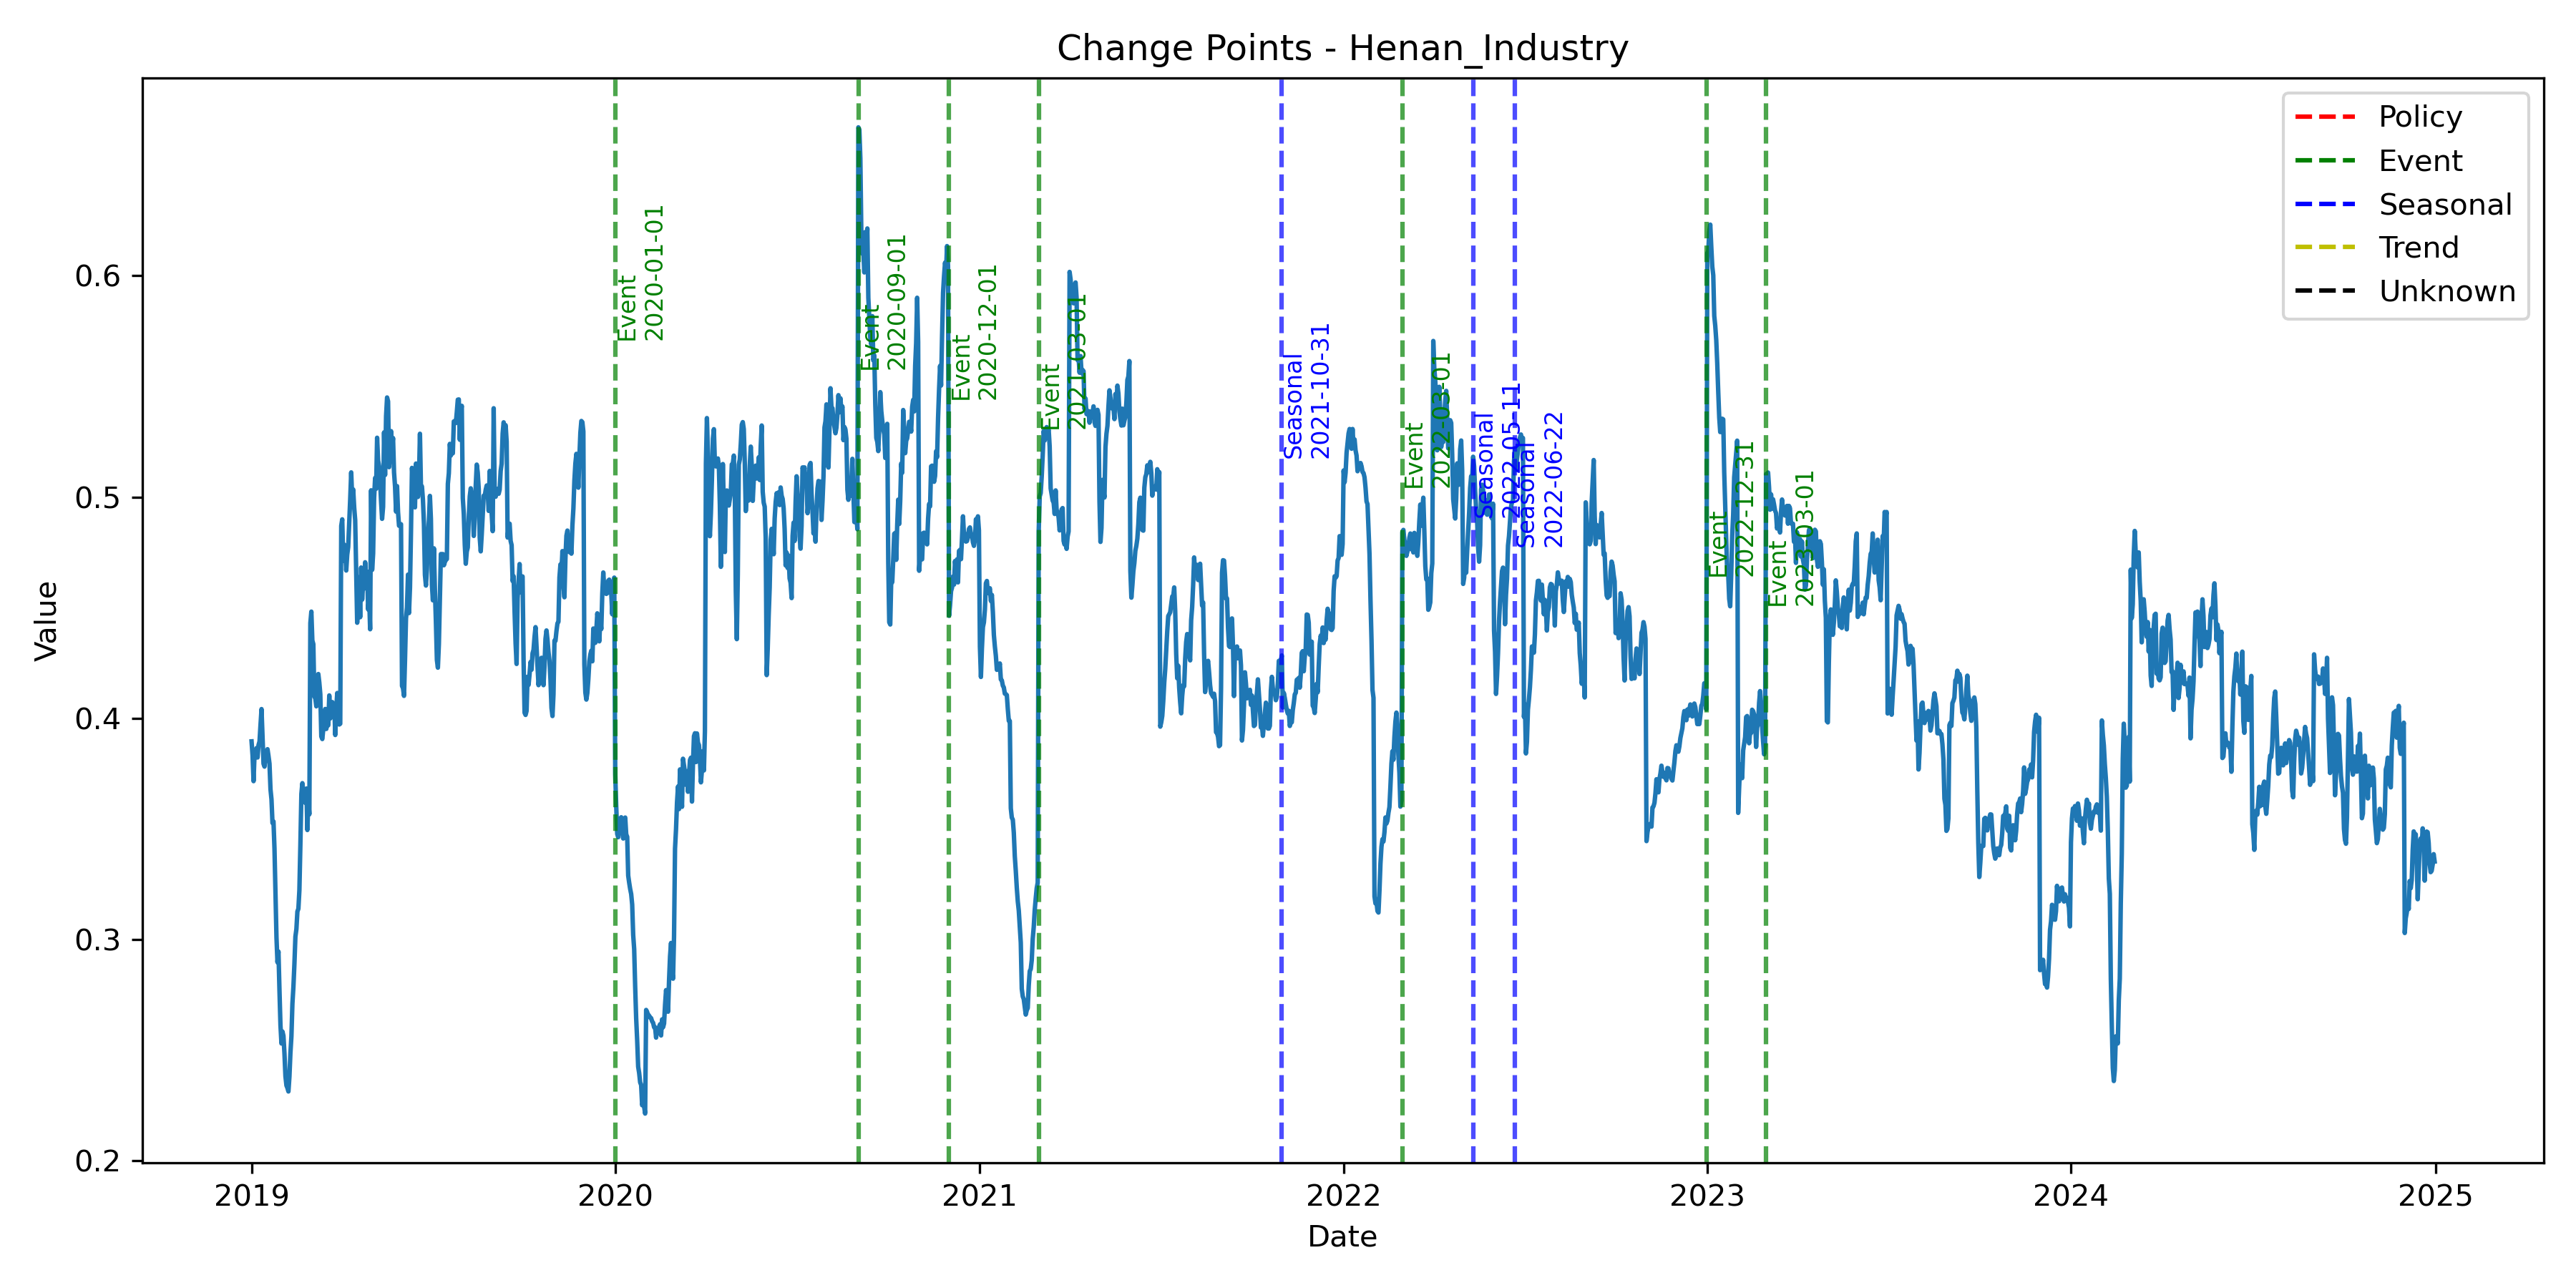 Change Points - Henan_Industry
Policy
Event
Seasonal
Trend
Unknown
Value
0.6
0.5
0.4
0.3
0.2
Event
2020-01-01
Event
2020-09-01
Event
2020-12-01
Event
2021-03-01
Seasonal
2021-10-31
Event
2022-03-01
Seasonal
2022-05-11
Seasonal
2022-06-22
Event
2022-12-31
Event
2023-03-01
2019
2020
2021
2022
2023
2024
2025
Date